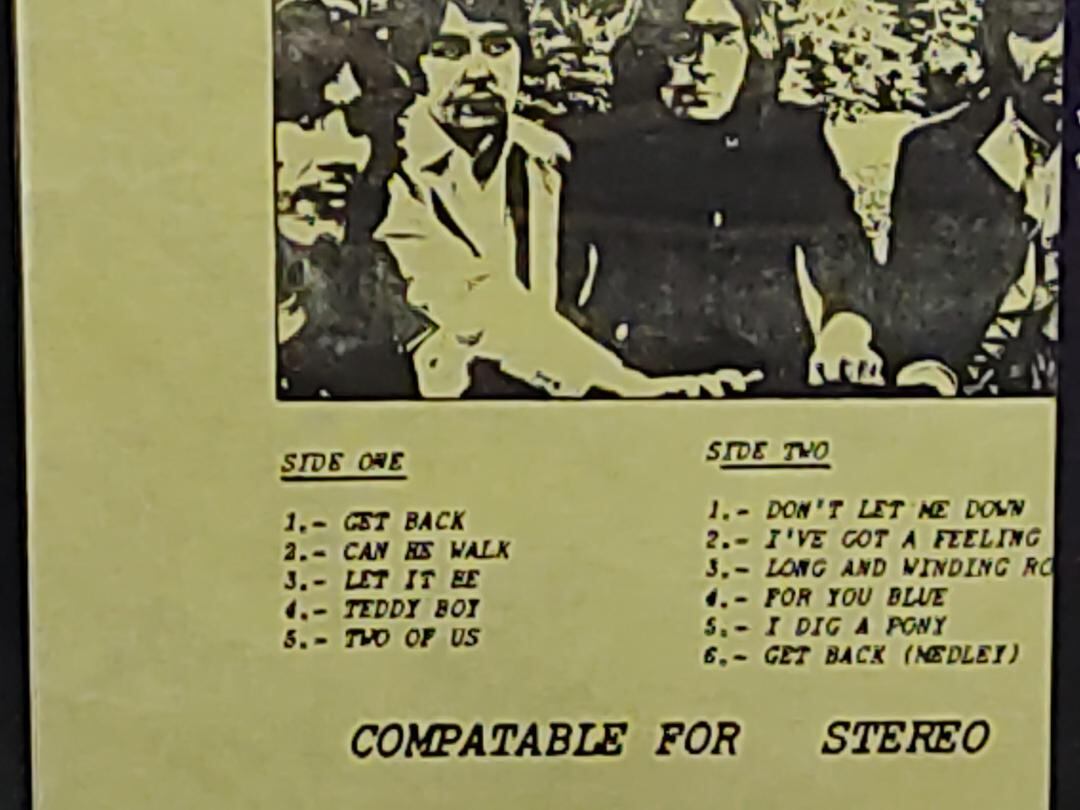 SIDE ONE
1.- GET BACK
2.- CAN HE WALK
3.- LET IT BE
4.- TEDDY BOY
5.- TWO OF US
SIDE TWO
1.- DON'T LET ME DOWN
2.- I'VE GOT A FEELING
3.- LONG AND WINDING RO
4.- FOR YOU BLUE
5.- I DIG A PONY
6.- GET BACK (MEDLEY)
COMPATABLE FOR STEREO